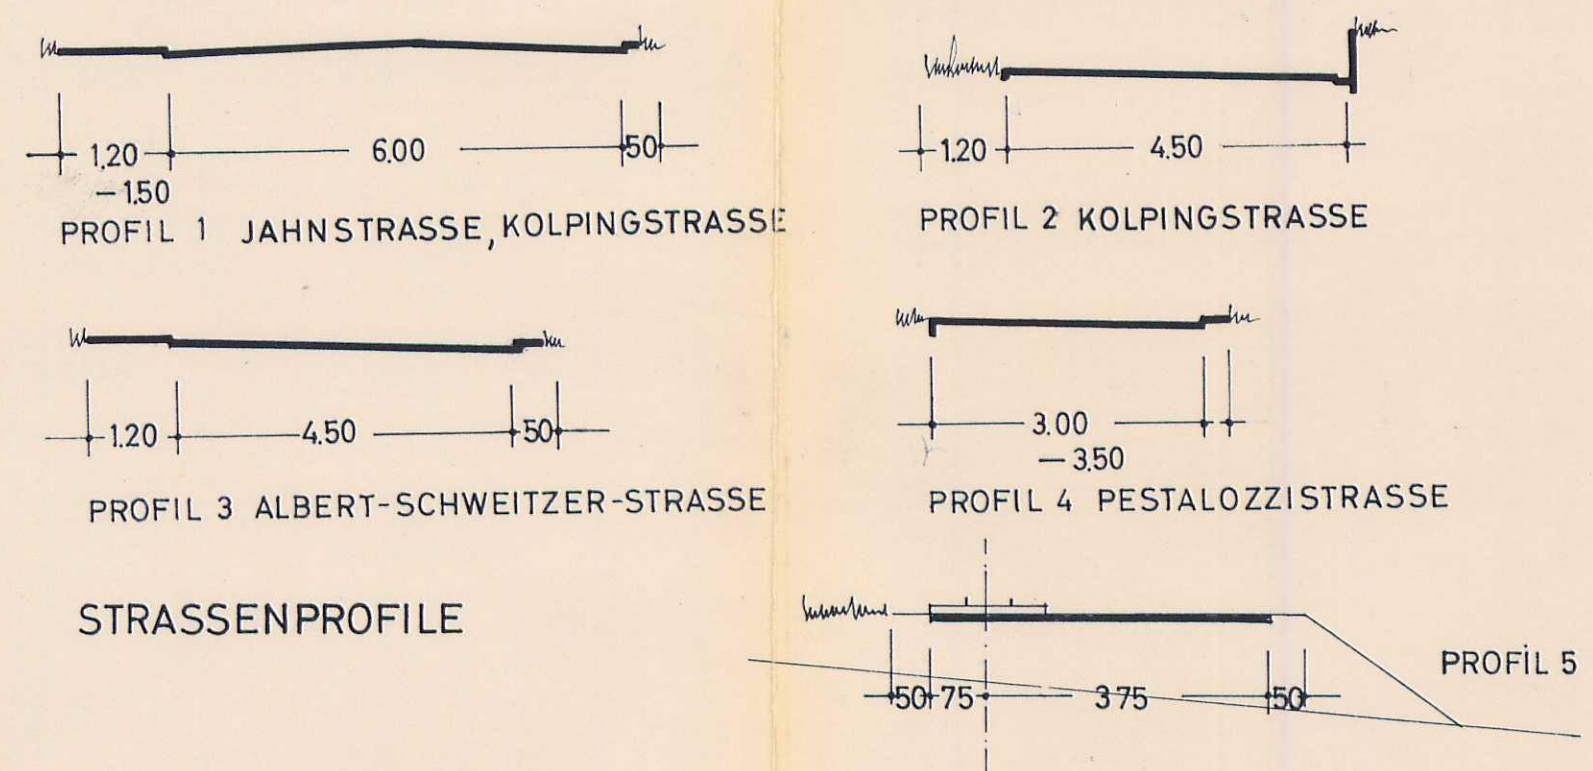 1.20 6.00 50
– 1.50
PROFIL 1 JAHNSTRASSE, KOLPINGSTRASSE
1.20 4.50
PROFIL 2 KOLPINGSTRASSE
1.20 4.50 50
PROFIL 3 ALBERT-SCHWEITZER-STRASSE
3.00
– 3.50
PROFIL 4 PESTALOZZISTRASSE
STRASSENPROFILE
50 75 3 75 50
PROFIL 5